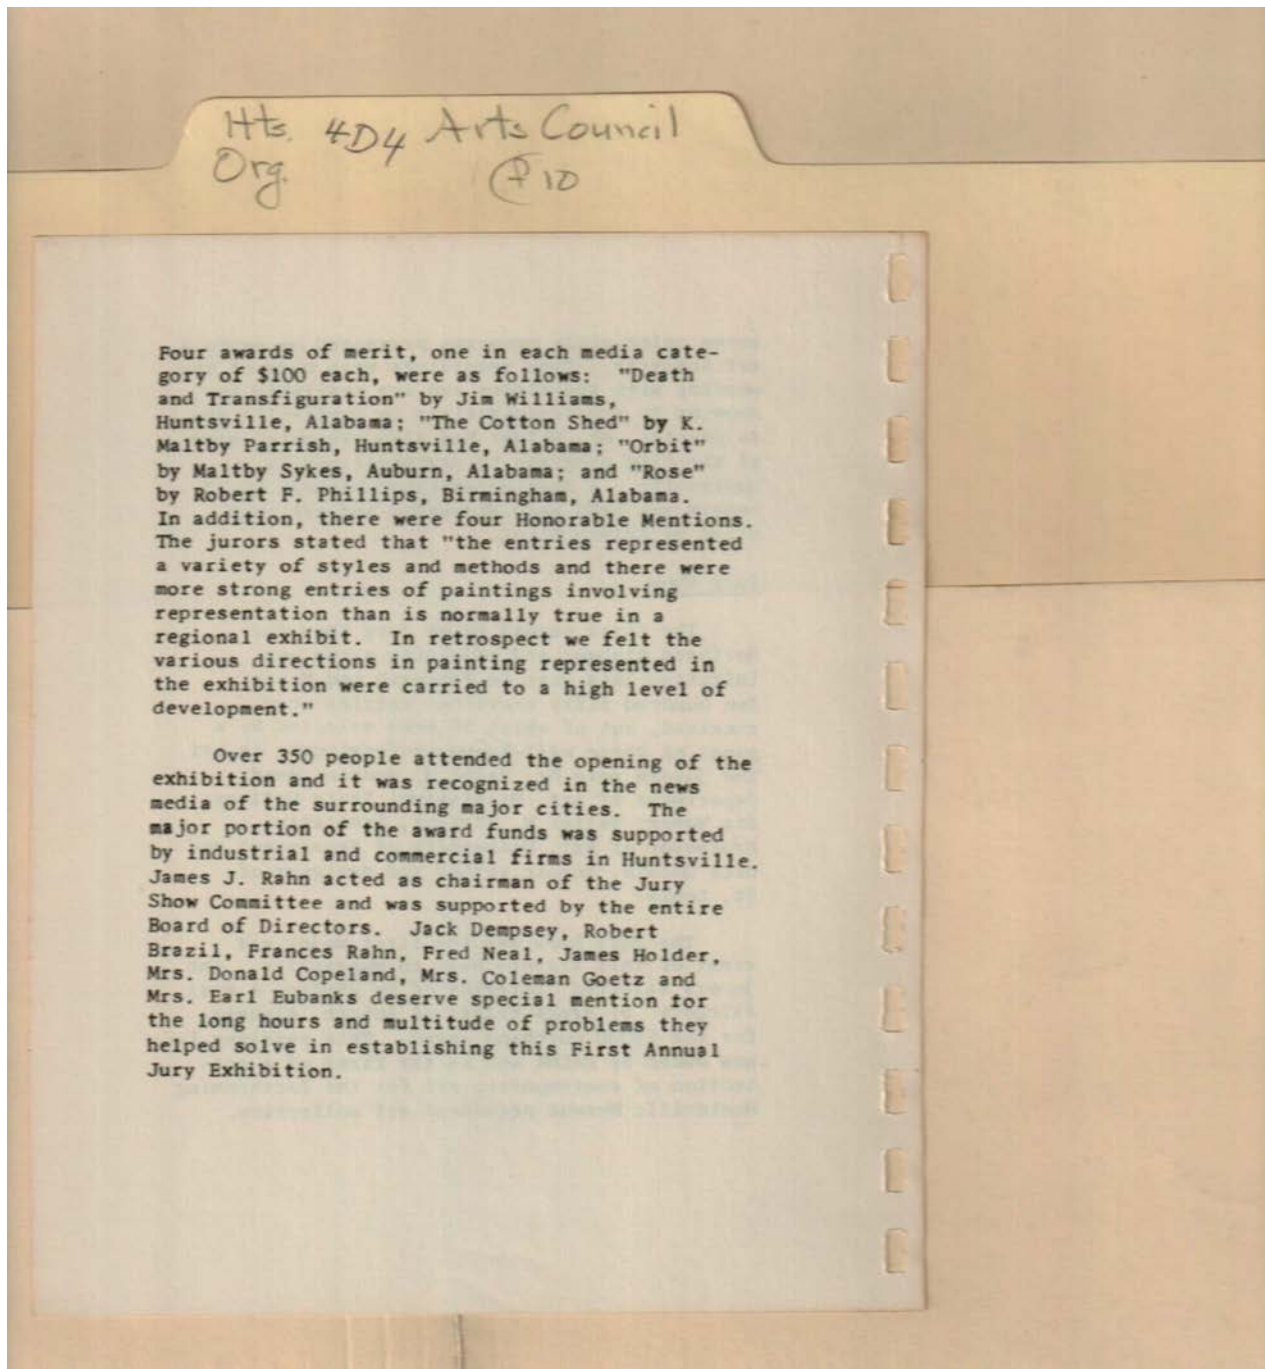 Hts. 4D4 Arts Council
Org. P 10
Four awards of merit, one in each media cate-
gory of $100 each, were as follows: "Death
and Transfiguration" by Jim Williams,
Huntsville, Alabama; "The Cotton Shed" by K.
Maltby Parrish, Huntsville, Alabama; "Orbit"
by Maltby Sykes, Auburn, Alabama; and "Rose"
by Robert F. Phillips, Birmingham, Alabama.
In addition, there were four Honorable Mentions.
The jurors stated that "the entries represented
a variety of styles and methods and there were
more strong entries of paintings involving
representation than is normally true in a
regional exhibit. In retrospect we felt the
various directions in painting represented in
the exhibition were carried to a high level of
development."
Over 350 people attended the opening of the
exhibition and it was recognized in the news
media of the surrounding major cities. The
major portion of the award funds was supported
by industrial and commercial firms in Huntsville.
James J. Rahn acted as chairman of the Jury
Show Committee and was supported by the entire
Board of Directors. Jack Dempsey, Robert
Brazil, Frances Rahn, Fred Neal, James Holder,
Mrs. Donald Copeland, Mrs. Coleman Goetz and
Mrs. Earl Eubanks deserve special mention for
the long hours and multitude of problems they
helped solve in establishing this First Annual
Jury Exhibition.